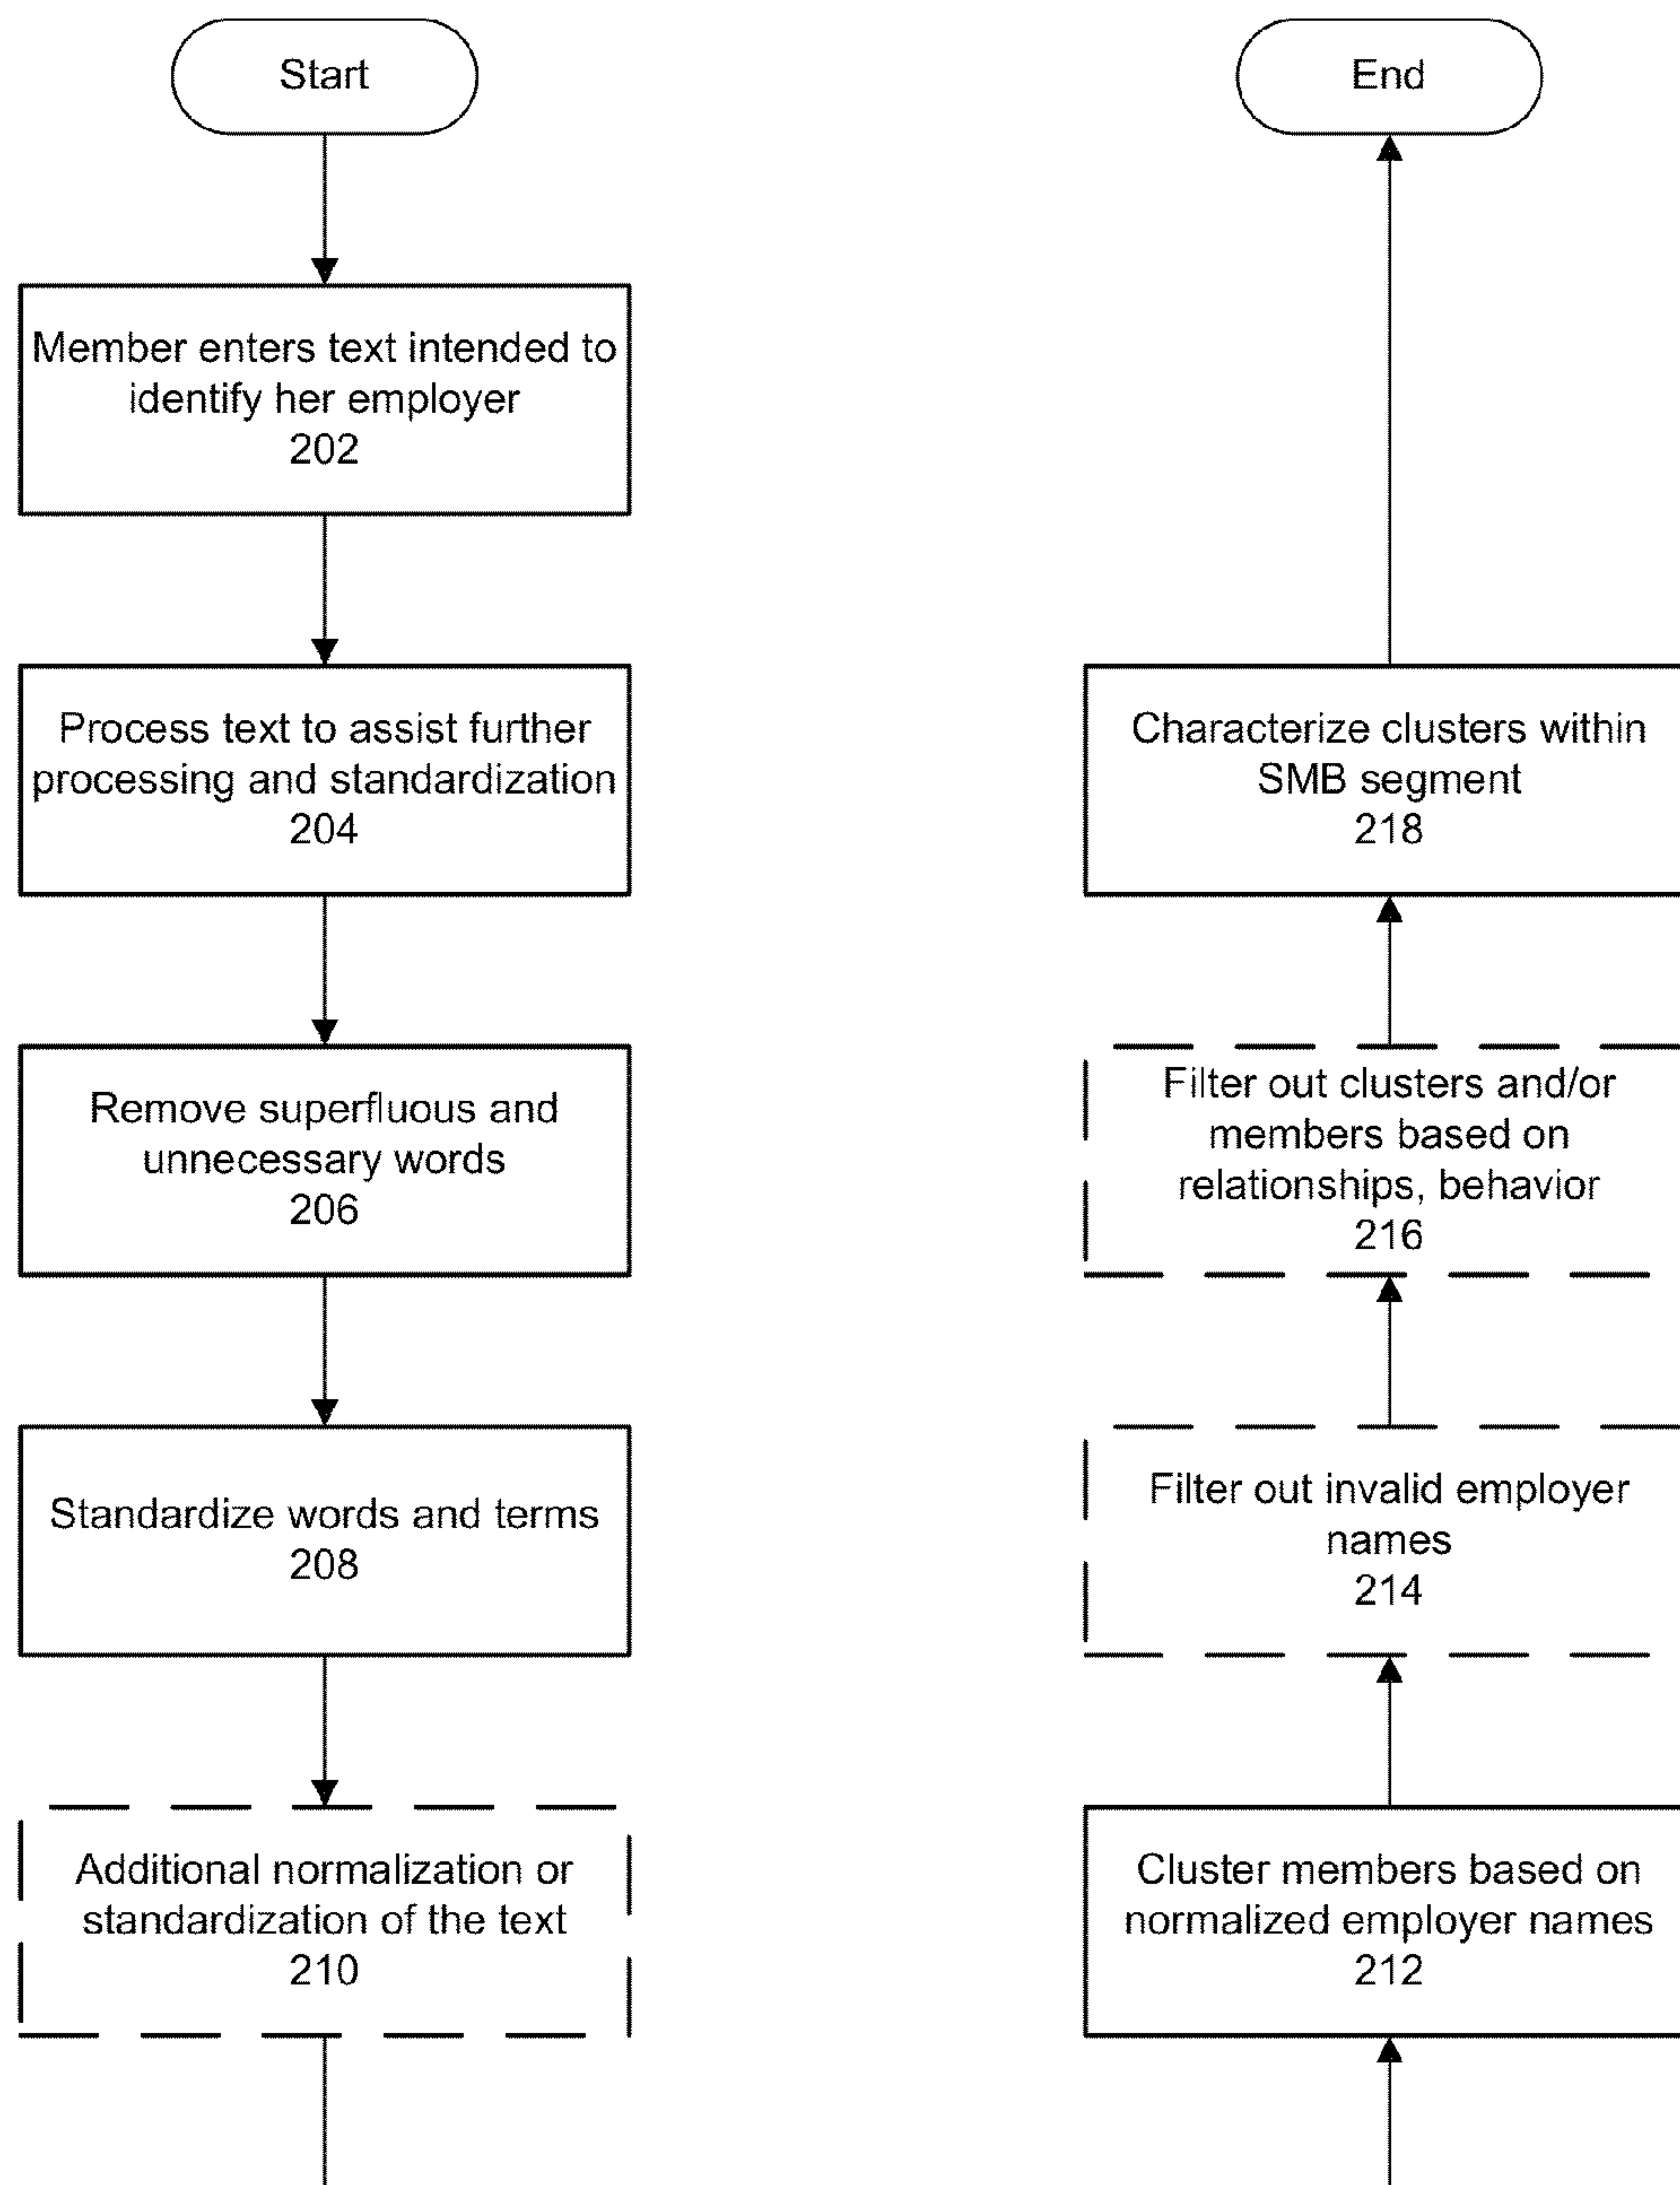 Start
Member enters text intended to
identify her employer
202
Process text to assist further
processing and standardization
204
Remove superfluous and
unnecessary words
206
Standardize words and terms
208
Additional normalization or
standardization of the text
210
Cluster members based on
normalized employer names
212
Filter out invalid employer
names
214
Filter out clusters and/or
members based on
relationships, behavior
216
Characterize clusters within
SMB segment
218
End